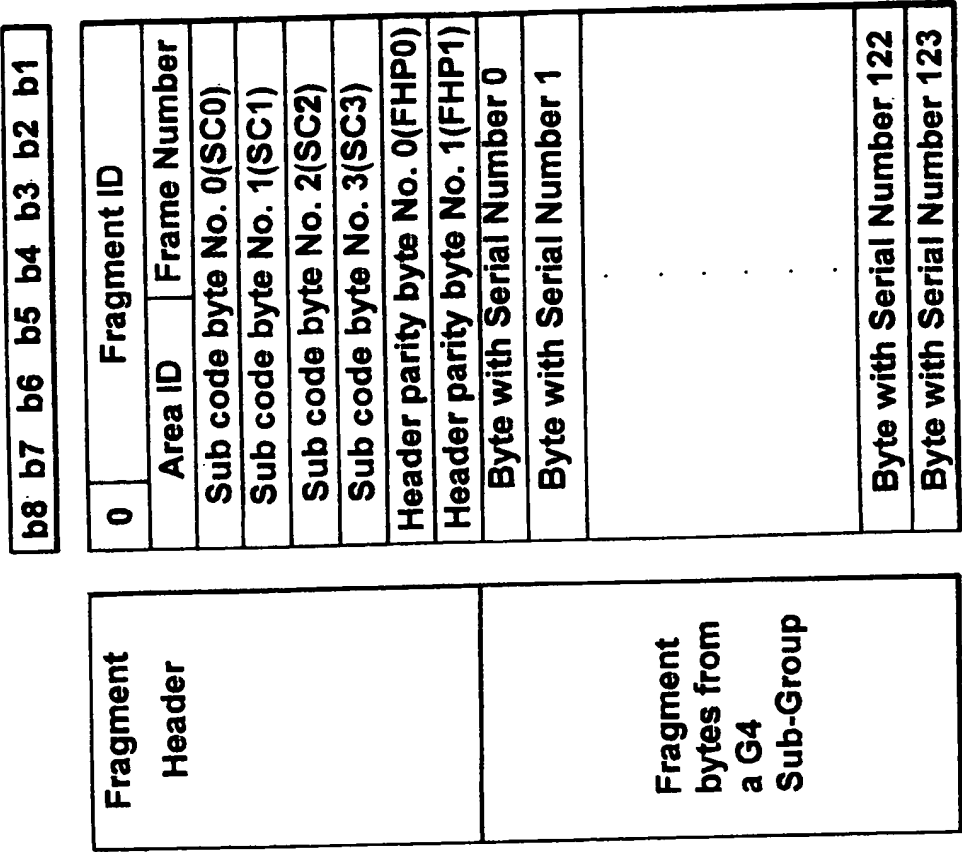 b8 b7 b6 b5 b4 b3 b2 b1
0 Fragment ID
Area ID Frame Number
Sub code byte No. 0(SC0)
Sub code byte No. 1(SC1)
Sub code byte No. 2(SC2)
Sub code byte No. 3(SC3)
Header parity byte No. 0(FHP0)
Header parity byte No. 1(FHP1)
Byte with Serial Number 0
Byte with Serial Number 1
. . . . . .
Byte with Serial Number 122
Byte with Serial Number 123
Fragment
Header
Fragment
bytes from
a G4
Sub-Group